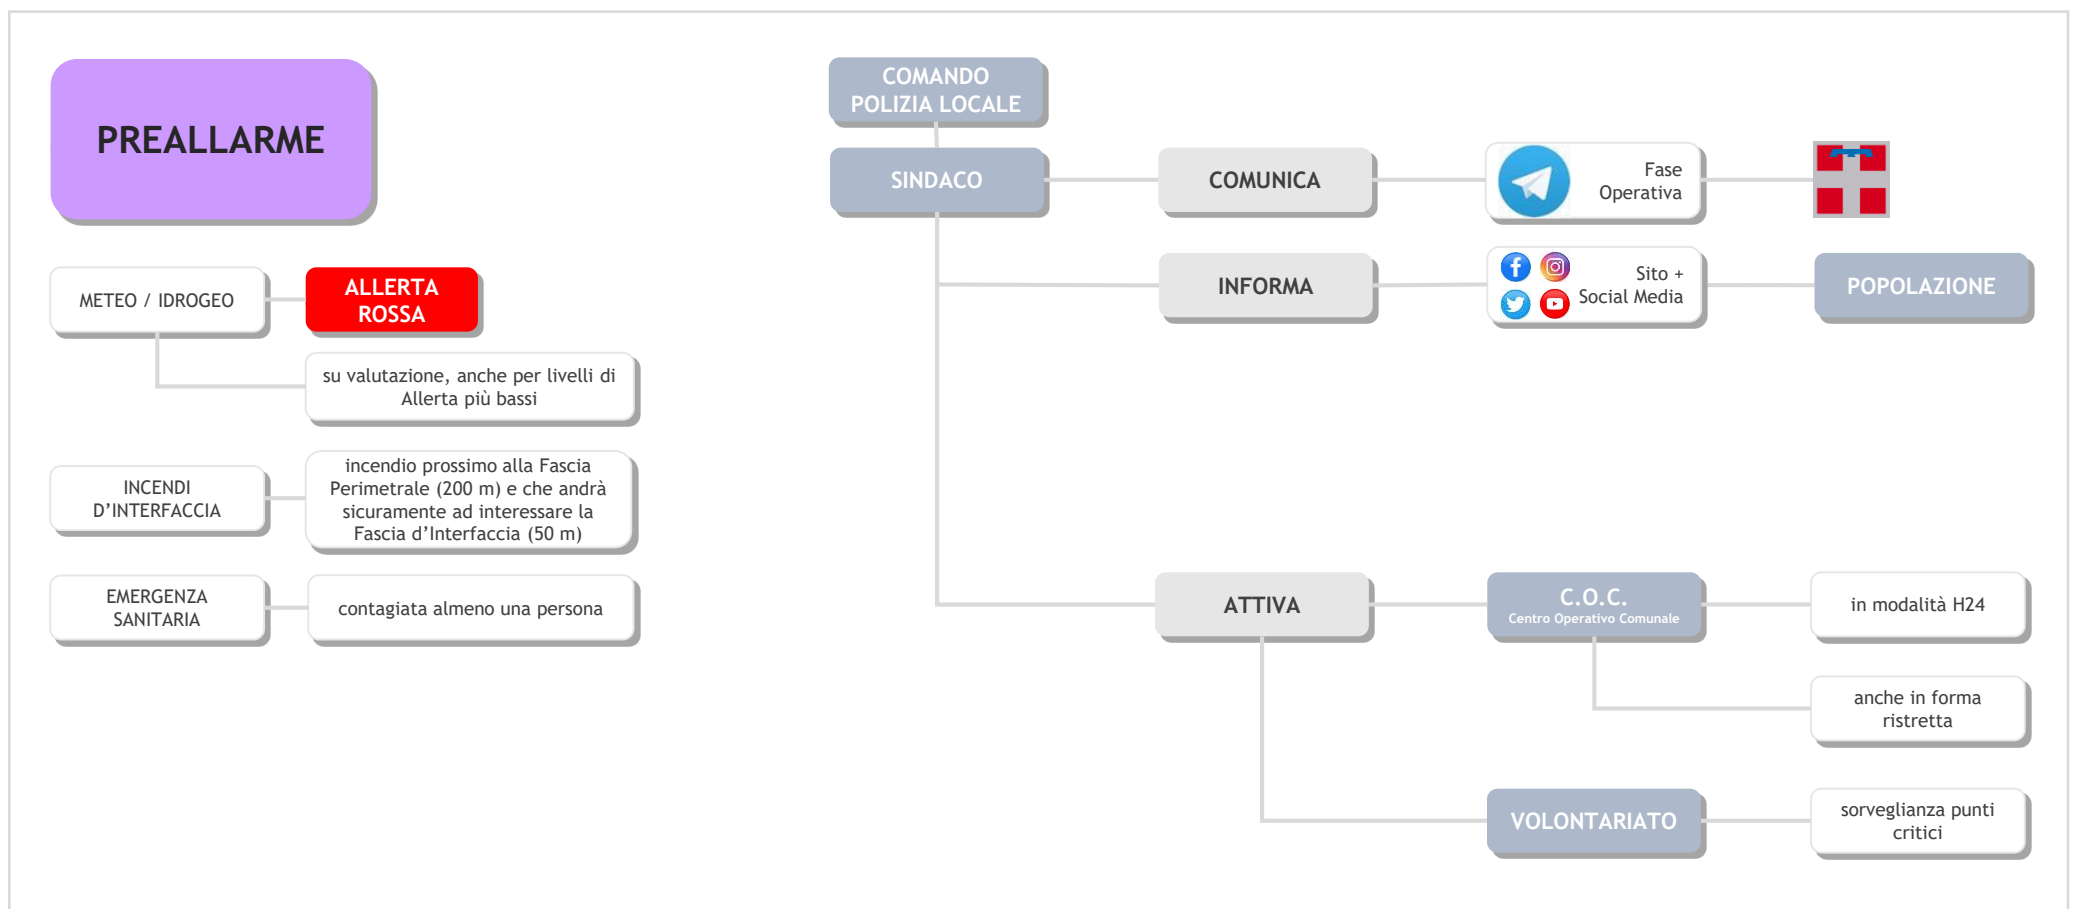 PREALLARME
METEO / IDROGEO
ALLERTA
ROSSA
su valutazione, anche per livelli di
Allerta più bassi
INCENDI
D’INTERFACCIA
incendio prossimo alla Fascia
Perimetrale (200 m) e che andrà
sicuramente ad interessare la
Fascia d’Interfaccia (50 m)
EMERGENZA
SANITARIA
contagiata almeno una persona
COMANDO
POLIZIA LOCALE
SINDACO
COMUNICA
Fase
Operativa
INFORMA
Sito +
Social Media
POPOLAZIONE
ATTIVA
C.O.C.
Centro Operativo Comunale
in modalità H24
anche in forma
ristretta
VOLONTARIATO
sorveglianza punti
critici